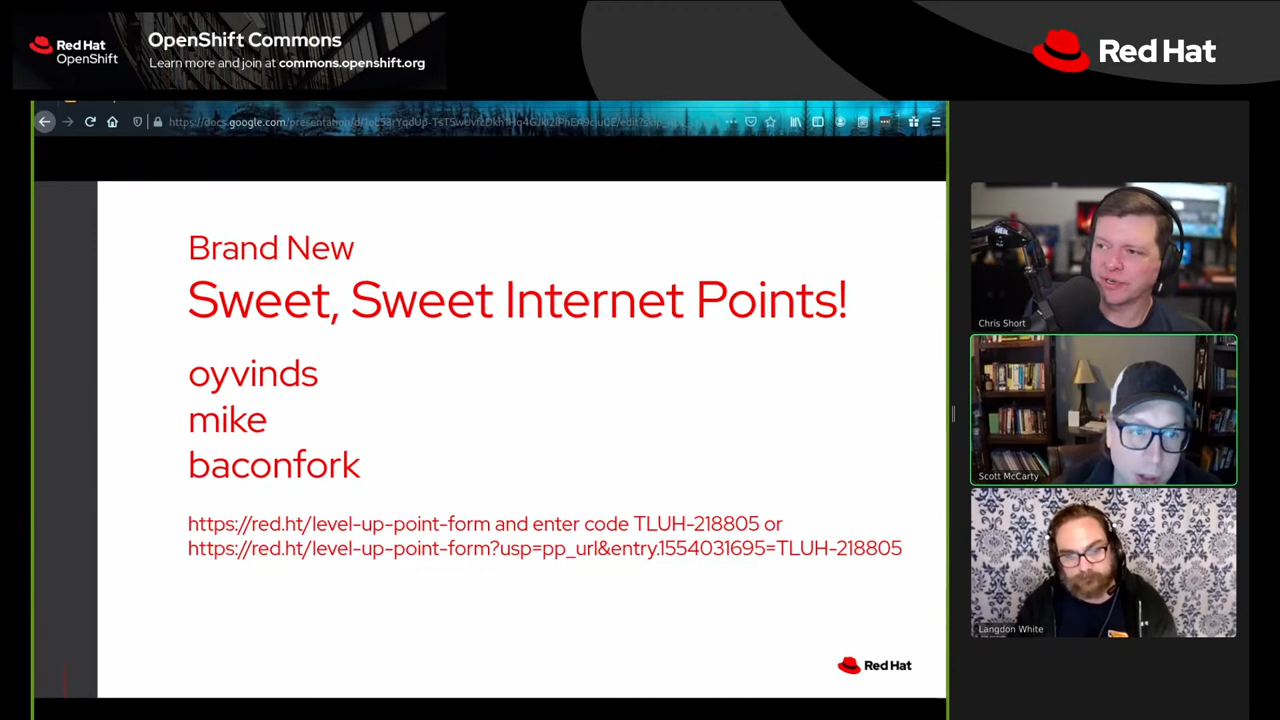 Red Hat
OpenShift
OpenShift Commons
Learn more and join at commons.openshift.org
Red Hat
Brand New
Sweet, Sweet Internet Points!
oyvinds
mike
baconfork
https://red.ht/level-up-point-form and enter code TLUH-218805 or
https://red.ht/level-up-point-form?usp=pp_url&entry.1554031695=TLUH-218805
Red Hat
Chris Short
Scott McCarty
Langdon White